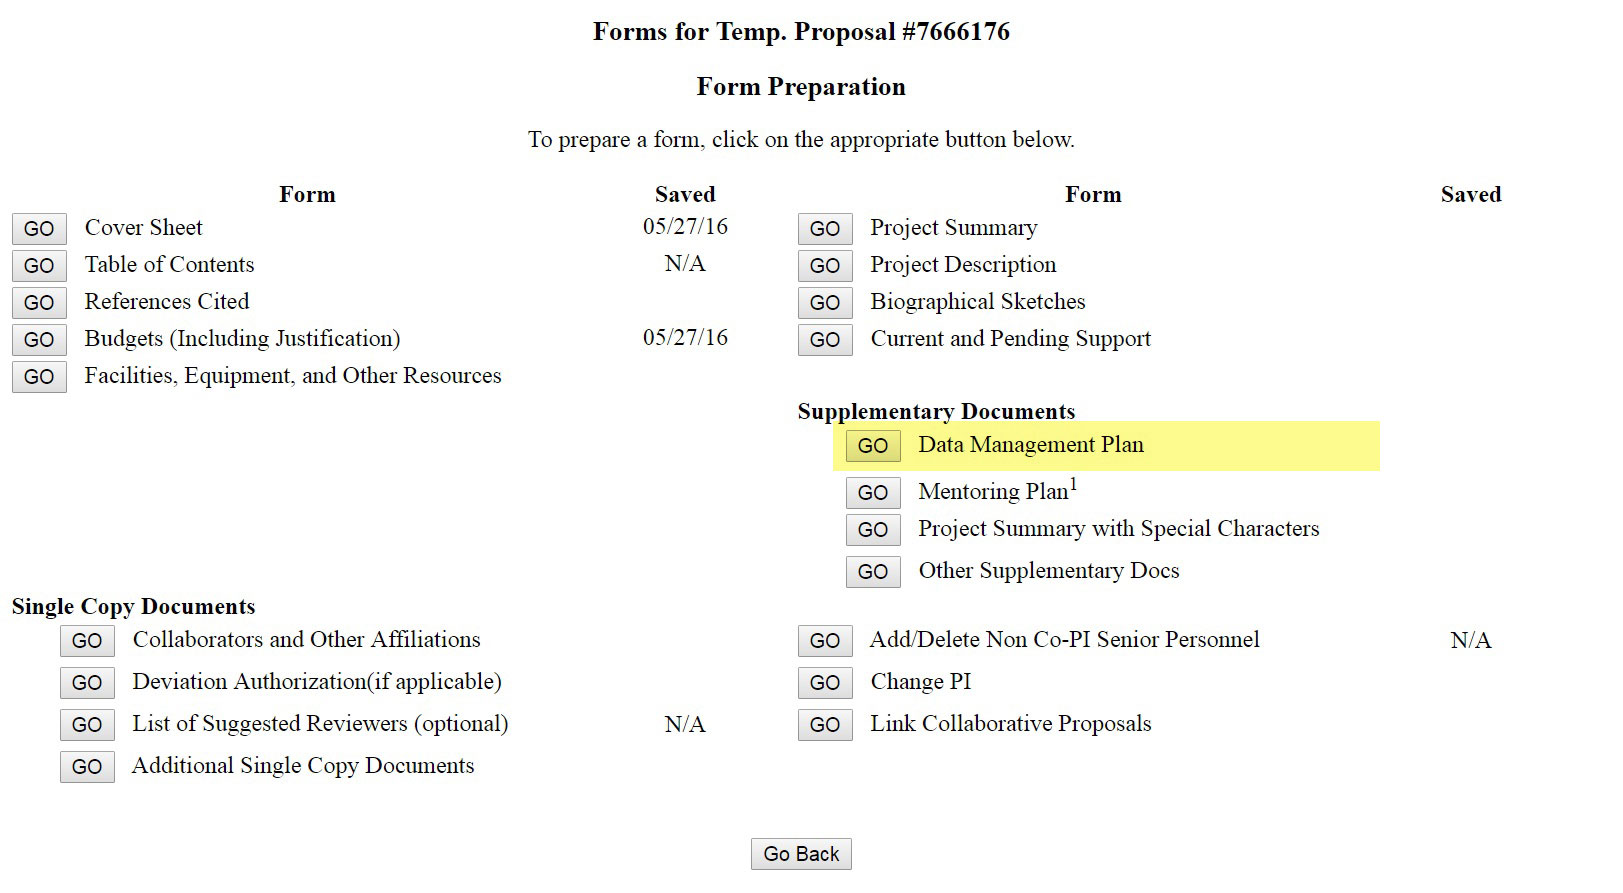 Forms for Temp. Proposal #7666176
Form Preparation
To prepare a form, click on the appropriate button below.
Form Saved Form Saved
GO Cover Sheet 05/27/16 GO Project Summary
GO Table of Contents N/A GO Project Description
GO References Cited GO Biographical Sketches
GO Budgets (Including Justification) 05/27/16 GO Current and Pending Support
GO Facilities, Equipment, and Other Resources
Supplementary Documents
GO Data Management Plan
GO Mentoring Plan¹
GO Project Summary with Special Characters
GO Other Supplementary Docs
Single Copy Documents
GO Collaborators and Other Affiliations GO Add/Delete Non Co-PI Senior Personnel N/A
GO Deviation Authorization(if applicable) GO Change PI
GO List of Suggested Reviewers (optional) N/A GO Link Collaborative Proposals
GO Additional Single Copy Documents
Go Back